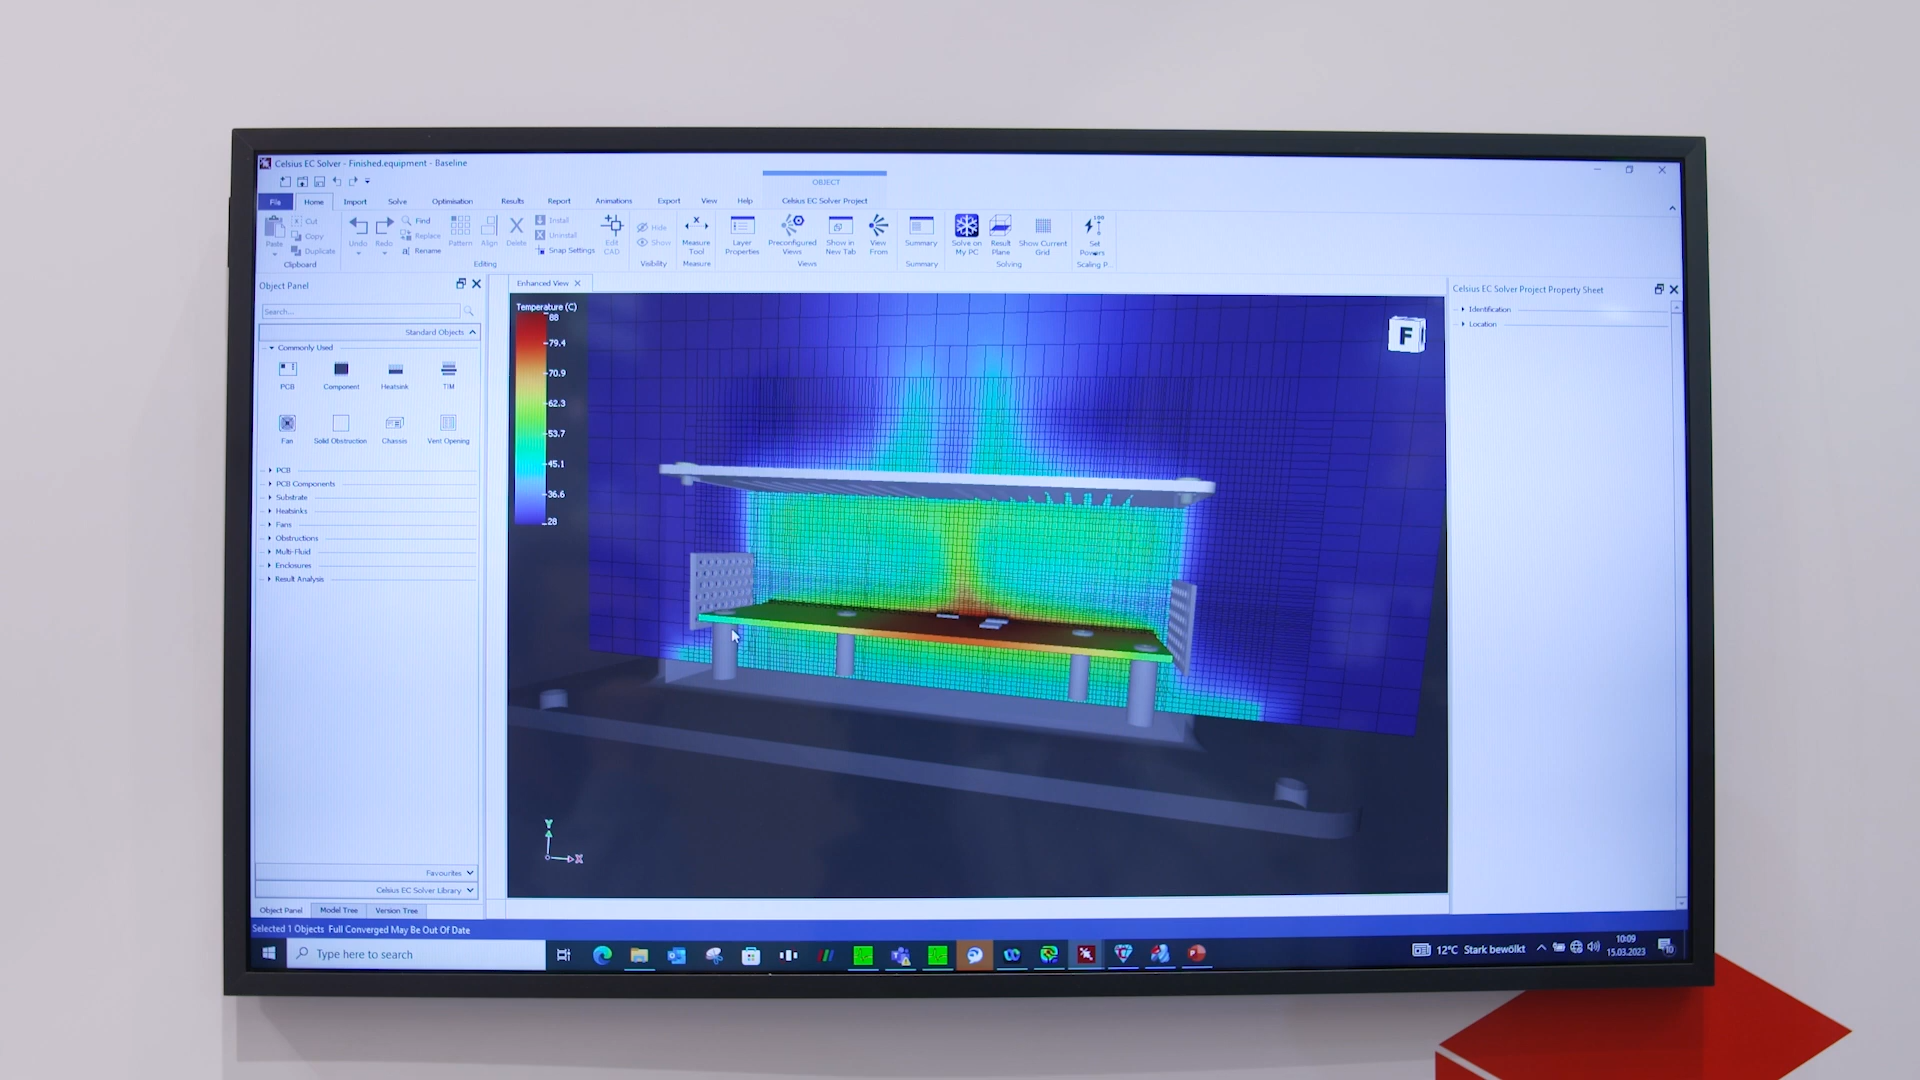 Celsius EC Solver - Finished.equipment - Baseline
OBJECT
File Home Import Solve Optimisation Results Report Animations Export View Help Celsius EC Solver Project
Paste Cut Copy Duplicate
Clipboard
Undo Redo Find Replace Rename Pattern Align Delete Install Uninstall Snap Settings Edit CAD
Editing
Hide Show
Visibility
Measure Tool
Measure
Layer Properties Preconfigured Views Show in New Tab View From
Views
Summary
Summary
Solve on My PC Result Plane Show Current Grid
Solving
100
Set Powers
Scaling P...
Object Panel
Search...
Standard Objects
Commonly Used
PCB Component Heatsink TIM
Fan Solid Obstruction Chassis Vent Opening
PCB
PCB Components
Substrate
Heatsinks
Fans
Obstructions
Multi-Fluid
Enclosures
Result Analysis
Favourites
Celsius EC Solver Library
Object Panel Model Tree Version Tree
Enhanced View
Temperature (C)
88
79.4
70.9
62.3
53.7
45.1
36.6
28
F
Y
X
Celsius EC Solver Project Property Sheet
Identification
Location
Selected 1 Objects Full Converged May Be Out Of Date
Type here to search
12°C Stark bewölkt
10:09
15.03.2023
10